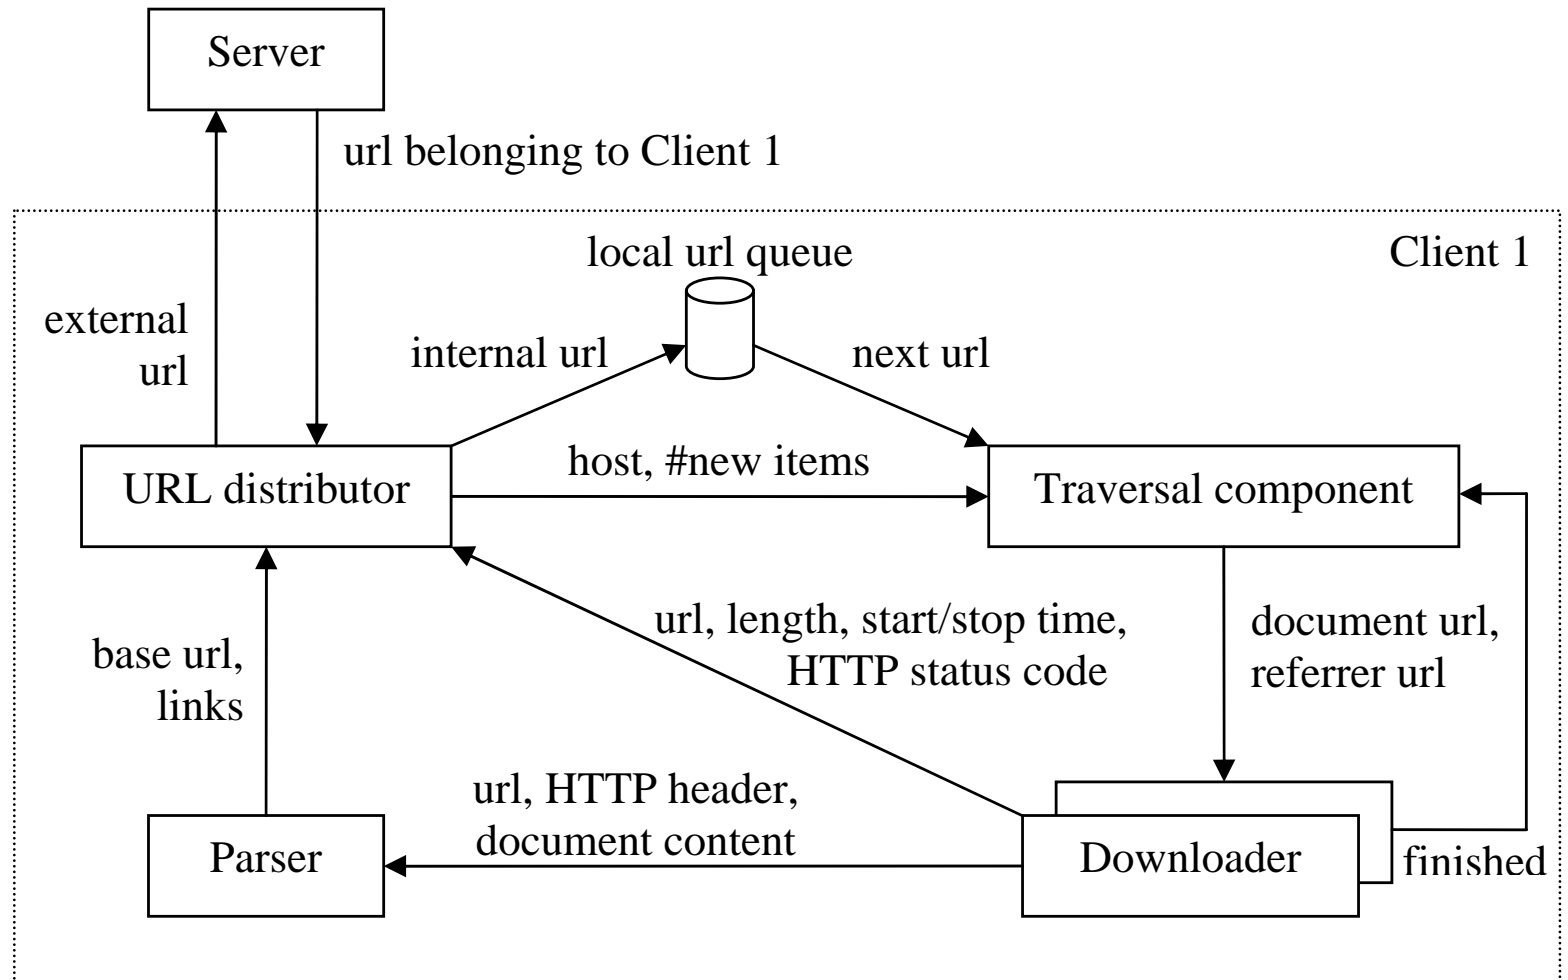 Server
url belonging to Client 1
local url queue
Client 1
external
url
internal url
next url
URL distributor
host, #new items
Traversal component
url, length, start/stop time,
HTTP status code
document url,
referrer url
base url,
links
url, HTTP header,
document content
Parser
Downloader
finished